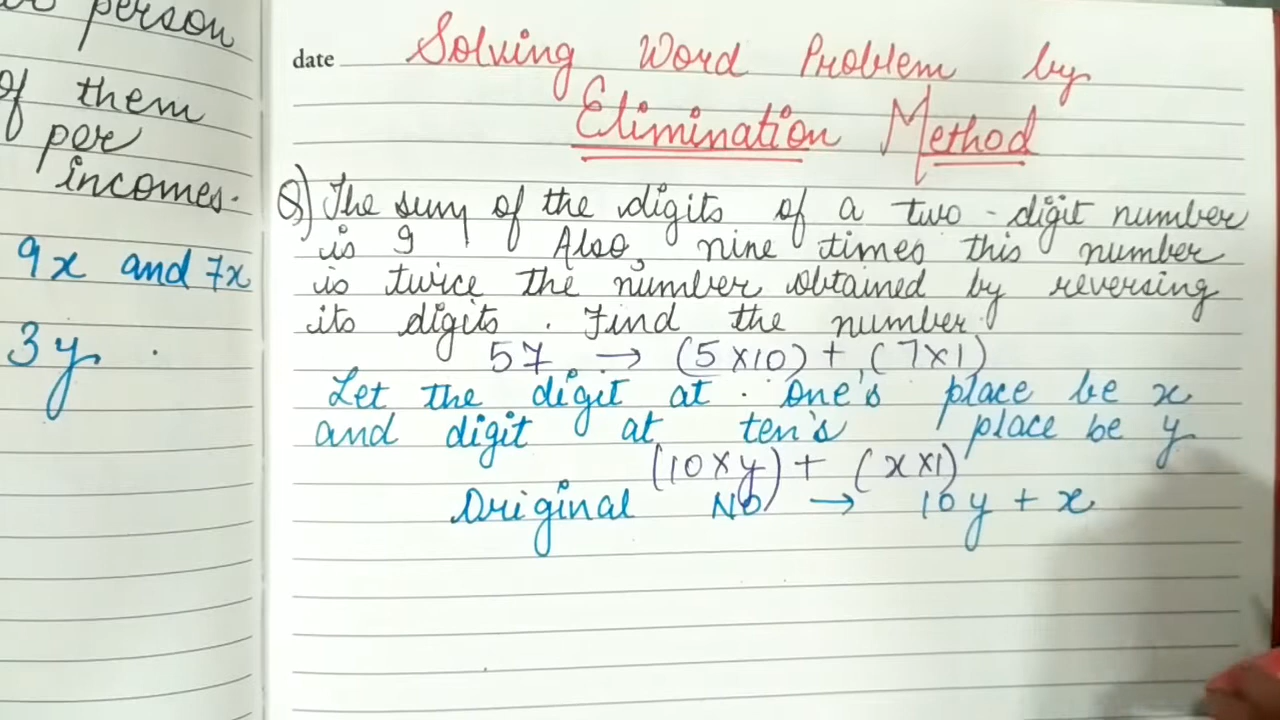 person
of them
per
incomes.
9x and 7x
3y
date
Solving Word Problem by
Elimination Method
Q) The sum of the digits of a two-digit number
is 9. Also, nine times this number
is twice the number obtained by reversing
its digits. Find the number.
57 → (5×10) + (7×1)
Let the digit at one's place be x
and digit at ten's place be y
(10×y) + (x×1)
Original No → 10y + x